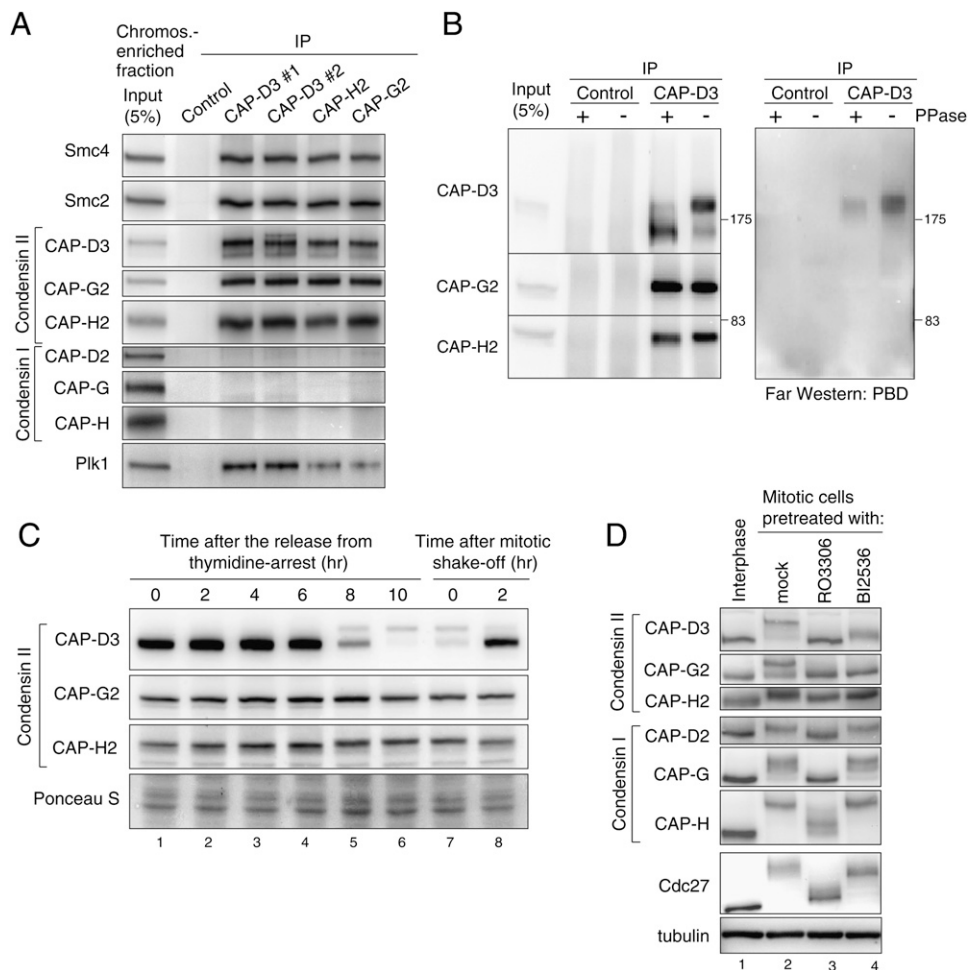 A
Chromos.-
enriched
fraction
IP
Input
(5%)
Control
CAP-D3 #1
CAP-D3 #2
CAP-H2
CAP-G2
Smc4
Smc2
Condensin II
CAP-D3
CAP-G2
CAP-H2
Condensin I
CAP-D2
CAP-G
CAP-H
Plk1
B
IP
IP
Input
(5%)
Control
CAP-D3
Control
CAP-D3
+ - + -
+ - + - PPase
CAP-D3
175
175
CAP-G2
CAP-H2
83
83
Far Western: PBD
C
Time after the release from
thymidine-arrest (hr)
Time after mitotic
shake-off (hr)
0 2 4 6 8 10 0 2
Condensin II
CAP-D3
CAP-G2
CAP-H2
Ponceau S
1 2 3 4 5 6 7 8
D
Mitotic cells
pretreated with:
Interphase
mock
RO3306
BI2536
Condensin II
CAP-D3
CAP-G2
CAP-H2
Condensin I
CAP-D2
CAP-G
CAP-H
Cdc27
tubulin
1 2 3 4